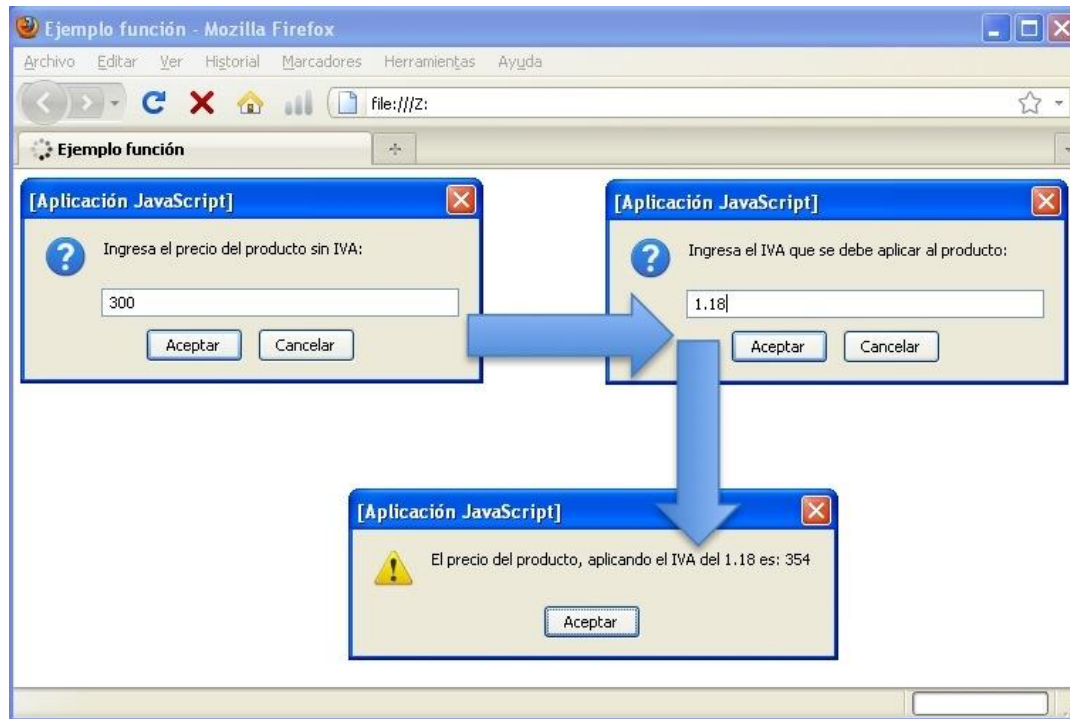 Ejemplo función - Mozilla Firefox
Archivo Editar Ver Historial Marcadores Herramientas Ayuda
file:///Z:
Ejemplo función
[Aplicación JavaScript]
Ingresa el precio del producto sin IVA:
300
Aceptar Cancelar
[Aplicación JavaScript]
Ingresa el IVA que se debe aplicar al producto:
1.18
Aceptar Cancelar
[Aplicación JavaScript]
El precio del producto, aplicando el IVA del 1.18 es: 354
Aceptar